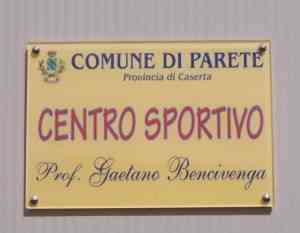 COMUNE DI PARETE
Provincia di Caserta
CENTRO SPORTIVO
Prof. Gaetano Bencivenga